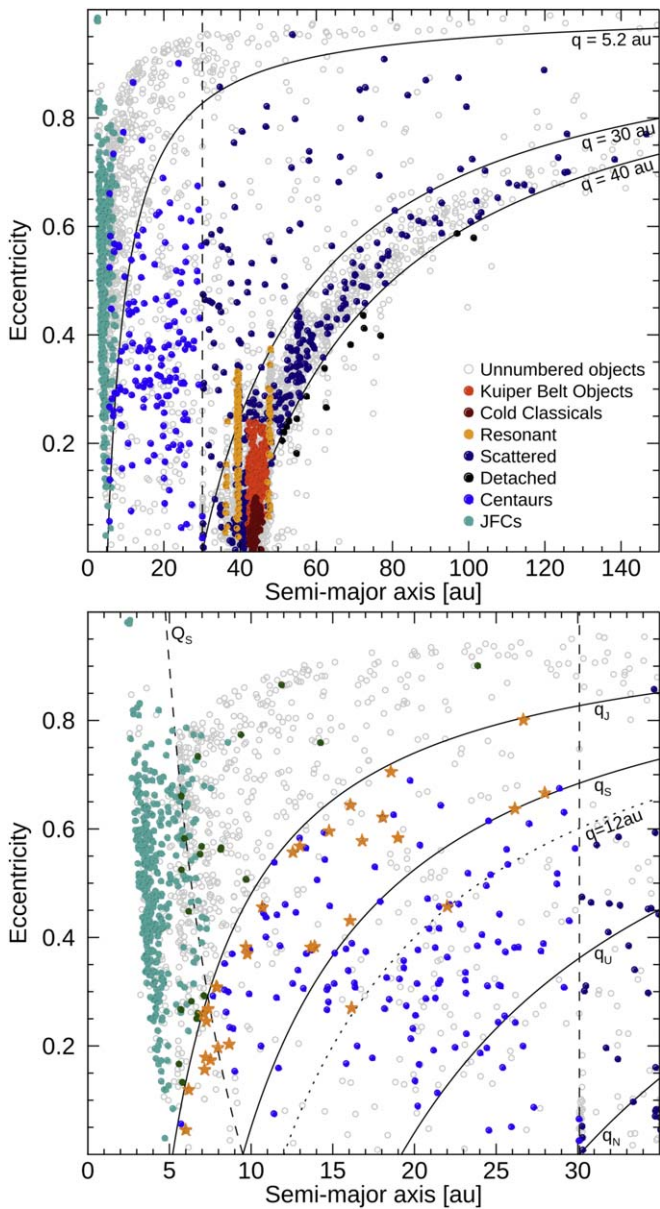 q = 5.2 au
q = 30 au
q = 40 au
0.8
0.6
0.4
0.2
Eccentricity
Unnumbered objects
Kuiper Belt Objects
Cold Classicals
Resonant
Scattered
Detached
Centaurs
JFCs
0 20 40 60 80 100 120 140
Semi-major axis [au]
Q_S
q_J
q_S
q=12au
q_U
q_N
0.8
0.6
0.4
0.2
Eccentricity
0 5 10 15 20 25 30 35
Semi-major axis [au]